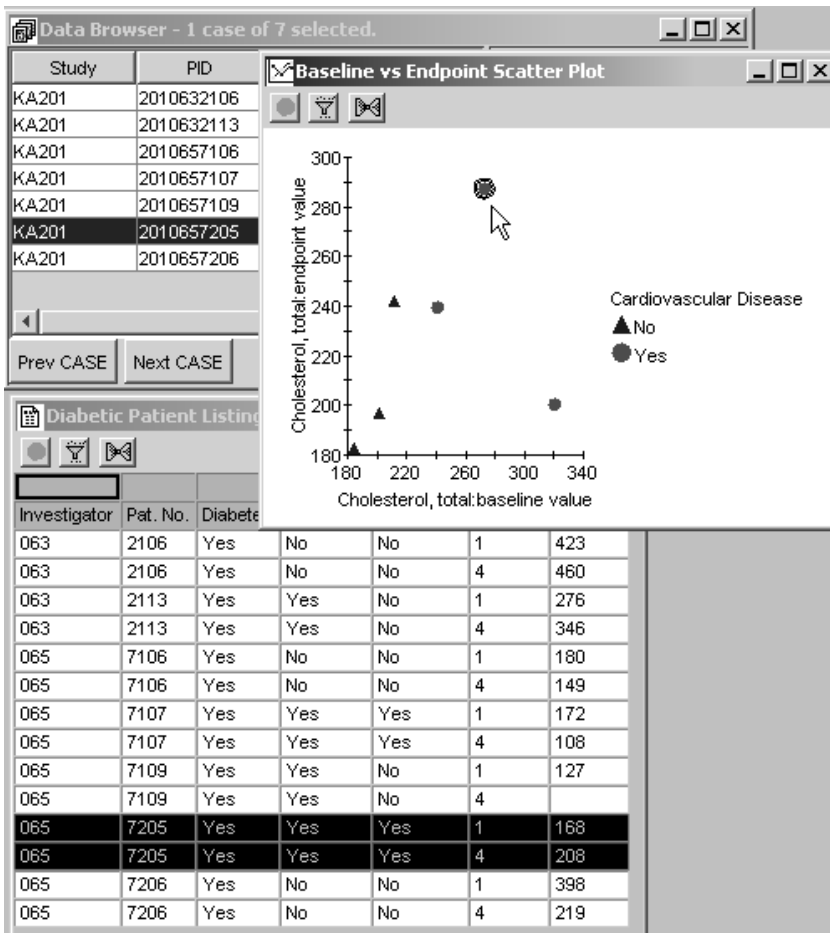 Data Browser - 1 case of 7 selected.
Study PID
KA201 2010632106
KA201 2010632113
KA201 2010657106
KA201 2010657107
KA201 2010657109
KA201 2010657205
KA201 2010657206
Prev CASE Next CASE
Baseline vs Endpoint Scatter Plot
Cholesterol, total:endpoint value
300
280
260
240
220
200
180
180 220 260 300 340
Cholesterol, total:baseline value
Cardiovascular Disease
No
Yes
Diabetic Patient Listing
Investigator Pat. No. Diabete
063 2106 Yes No No 1 423
063 2106 Yes No No 4 460
063 2113 Yes Yes No 1 276
063 2113 Yes Yes No 4 346
065 7106 Yes No No 1 180
065 7106 Yes No No 4 149
065 7107 Yes Yes Yes 1 172
065 7107 Yes Yes Yes 4 108
065 7109 Yes Yes No 1 127
065 7109 Yes Yes No 4
065 7205 Yes Yes Yes 1 168
065 7205 Yes Yes Yes 4 208
065 7206 Yes No No 1 398
065 7206 Yes No No 4 219